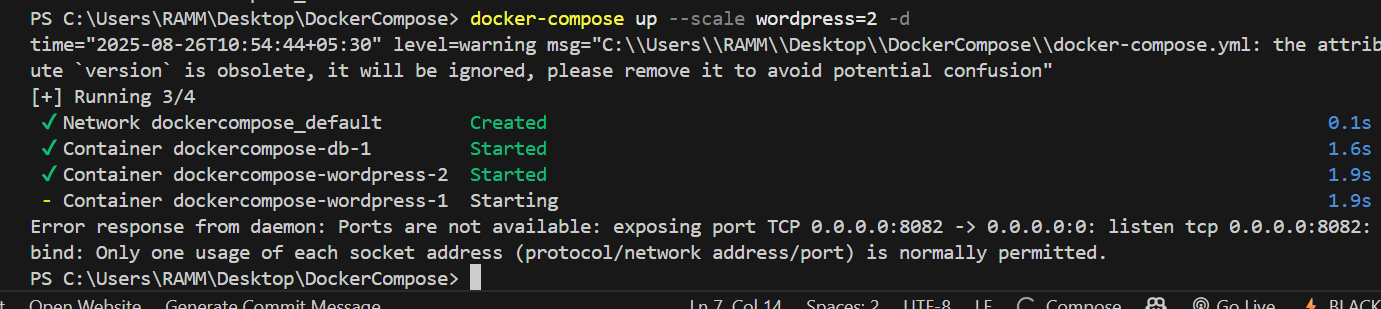 PS C:\Users\RAMM\Desktop\DockerCompose> docker-compose up --scale wordpress=2 -d
time="2025-08-26T10:54:44+05:30" level=warning msg="C:\\Users\\RAMM\\Desktop\\DockerCompose\\docker-compose.yml: the attrib
ute `version` is obsolete, it will be ignored, please remove it to avoid potential confusion"
[+] Running 3/4
✓ Network dockercompose_default Created 0.1s
✓ Container dockercompose-db-1 Started 1.6s
✓ Container dockercompose-wordpress-2 Started 1.9s
- Container dockercompose-wordpress-1 Starting 1.9s
Error response from daemon: Ports are not available: exposing port TCP 0.0.0.0:8082 -> 0.0.0.0:0: listen tcp 0.0.0.0:8082:
bind: Only one usage of each socket address (protocol/network address/port) is normally permitted.
PS C:\Users\RAMM\Desktop\DockerCompose>
Open Website Generate Commit Message Ln 7, Col 14 Spaces: 2 UTF-8 LF Compose Go Live BLACK